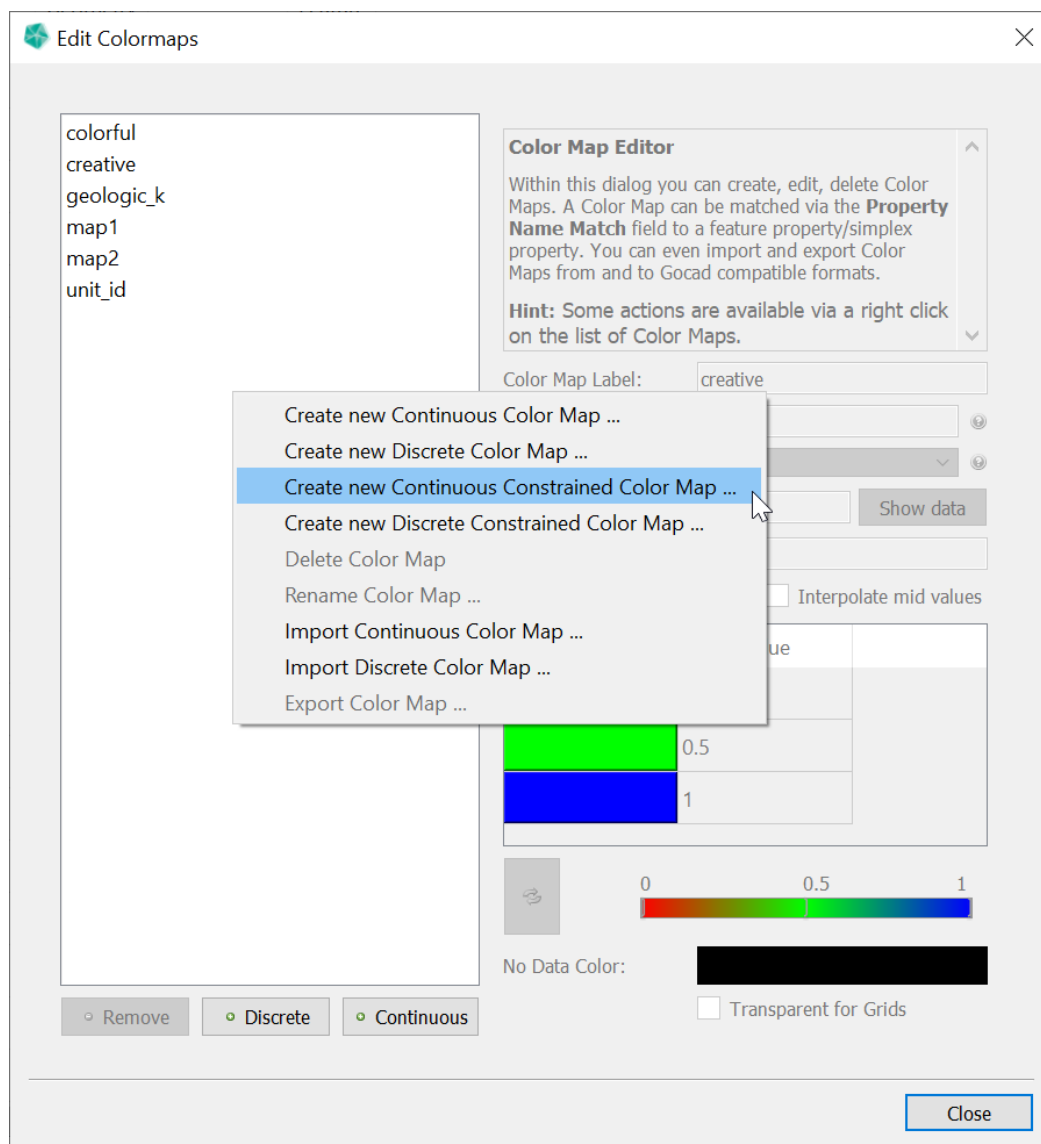 Edit Colormaps
colorful
creative
geologic_k
map1
map2
unit_id
Color Map Editor
Within this dialog you can create, edit, delete Color
Maps. A Color Map can be matched via the Property
Name Match field to a feature property/simplex
property. You can even import and export Color
Maps from and to Gocad compatible formats.
Hint: Some actions are available via a right click
on the list of Color Maps.
Color Map Label: creative
Create new Continuous Color Map ...
Create new Discrete Color Map ...
Create new Continuous Constrained Color Map ...
Create new Discrete Constrained Color Map ...
Delete Color Map
Rename Color Map ...
Import Continuous Color Map ...
Import Discrete Color Map ...
Export Color Map ...
Show data
Interpolate mid values
ue
0.5
1
0 0.5 1
No Data Color:
Transparent for Grids
Remove Discrete Continuous
Close